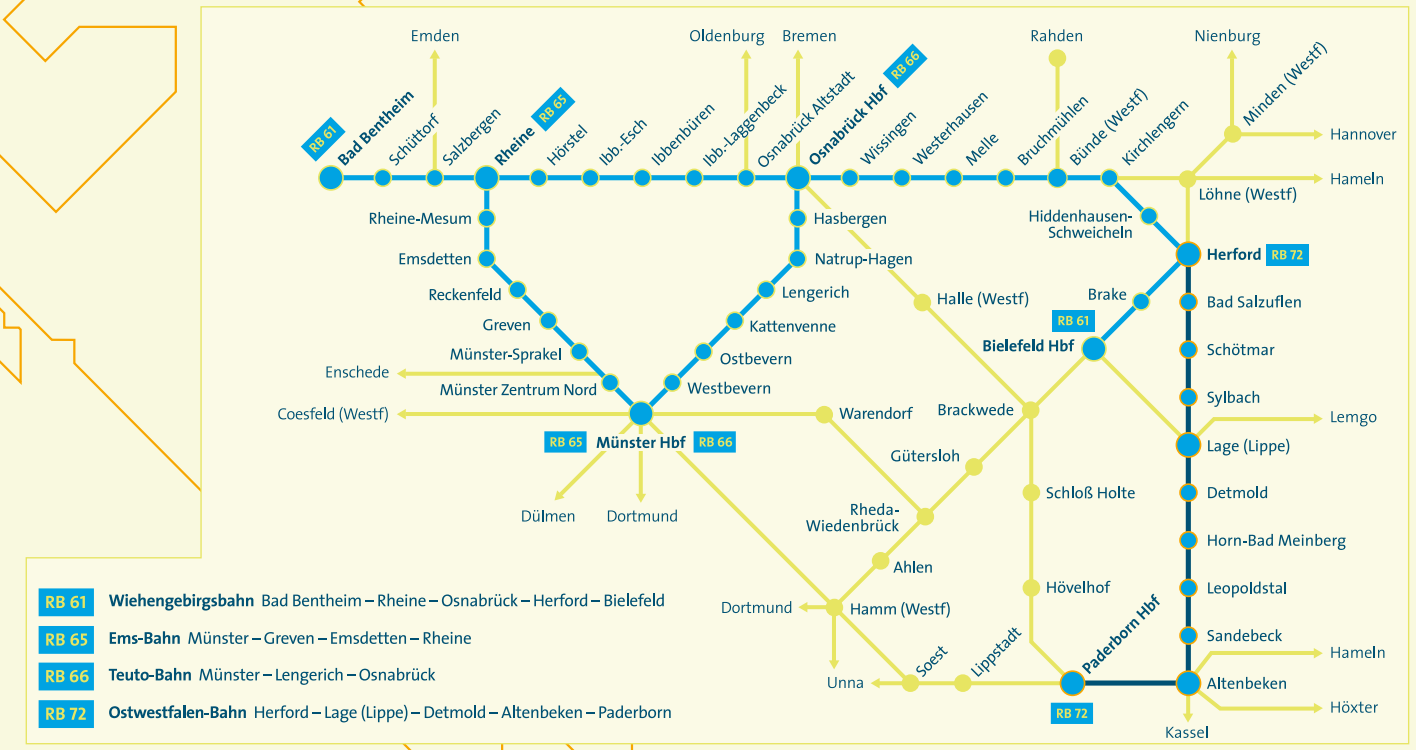 Emden
Oldenburg
Bremen
Rahden
Nienburg
RB 61
Bad Bentheim
Schüttorf
Salzbergen
Rheine
RB 65
Hörstel
Ibb.-Esch
Ibbenbüren
Ibb.-Laggenbeck
Osnabrück Altstadt
Osnabrück Hbf
RB 66
Wissingen
Westerhausen
Melle
Bruchmühlen
Bünde (Westf)
Kirchlengern
Minden (Westf)
Hannover
Hameln
Löhne (Westf)
Rheine-Mesum
Hasbergen
Hiddenhausen-
Schweicheln
Emsdetten
Natrup-Hagen
Herford
RB 72
Reckenfeld
Lengerich
Halle (Westf)
Brake
Bad Salzuflen
Greven
Kattenvenne
RB 61
Bielefeld Hbf
Schötmar
Münster-Sprakel
Ostbevern
Enschede
Münster Zentrum Nord
Westbevern
Sylbach
Coesfeld (Westf)
Warendorf
Brackwede
Lemgo
RB 65
Münster Hbf
RB 66
Lage (Lippe)
Gütersloh
Schloß Holte
Detmold
Dülmen
Dortmund
Rheda-
Wiedenbrück
Horn-Bad Meinberg
Ahlen
Hövelhof
Leopoldstal
Dortmund
Hamm (Westf)
Sandebeck
Soest
Lippstadt
Paderborn Hbf
Hameln
Unna
Altenbeken
RB 72
Höxter
Kassel
RB 61 Wiehengebirgsbahn Bad Bentheim – Rheine – Osnabrück – Herford – Bielefeld
RB 65 Ems-Bahn Münster – Greven – Emsdetten – Rheine
RB 66 Teuto-Bahn Münster – Lengerich – Osnabrück
RB 72 Ostwestfalen-Bahn Herford – Lage (Lippe) – Detmold – Altenbeken – Paderborn